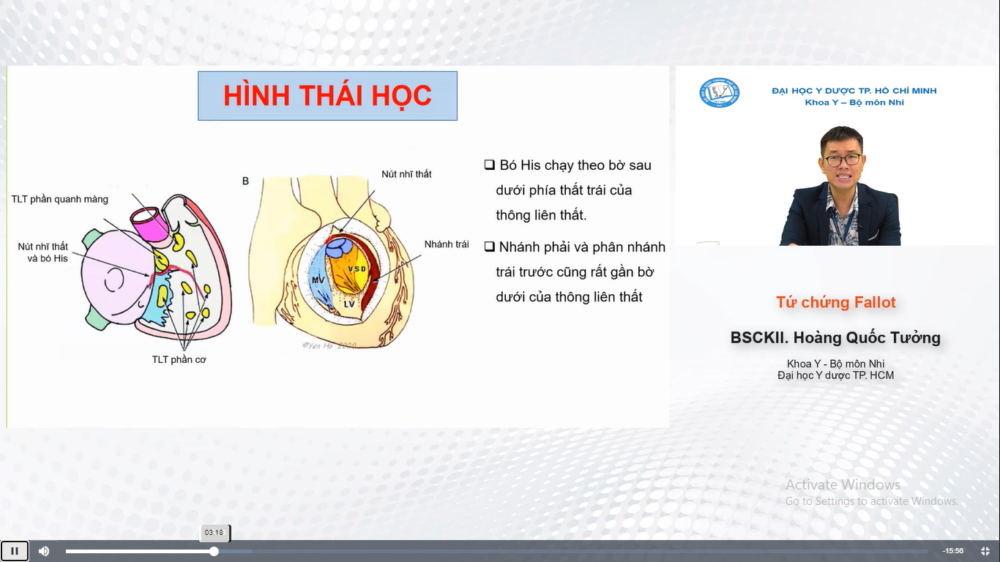 HÌNH THÁI HỌC
B
Nút nhĩ thất
TLT phần quanh màng
Nút nhĩ thất
và bó His
Nhánh trái
MV
VSD
LV
@Yen Ho 2000
TLT phần cơ
❑ Bó His chạy theo bờ sau
dưới phía thất trái của
thông liên thất.
❑ Nhánh phải và phân nhánh
trái trước cũng rất gần bờ
dưới của thông liên thất
ĐẠI HỌC Y DƯỢC TP. HỒ CHÍ MINH
Khoa Y – Bộ môn Nhi
Tứ chứng Fallot
BSCKII. Hoàng Quốc Tưởng
Khoa Y - Bộ môn Nhi
Đại học Y dược TP. HCM
Activate Windows
Go to Settings to activate Windows.
03:18
-15:56